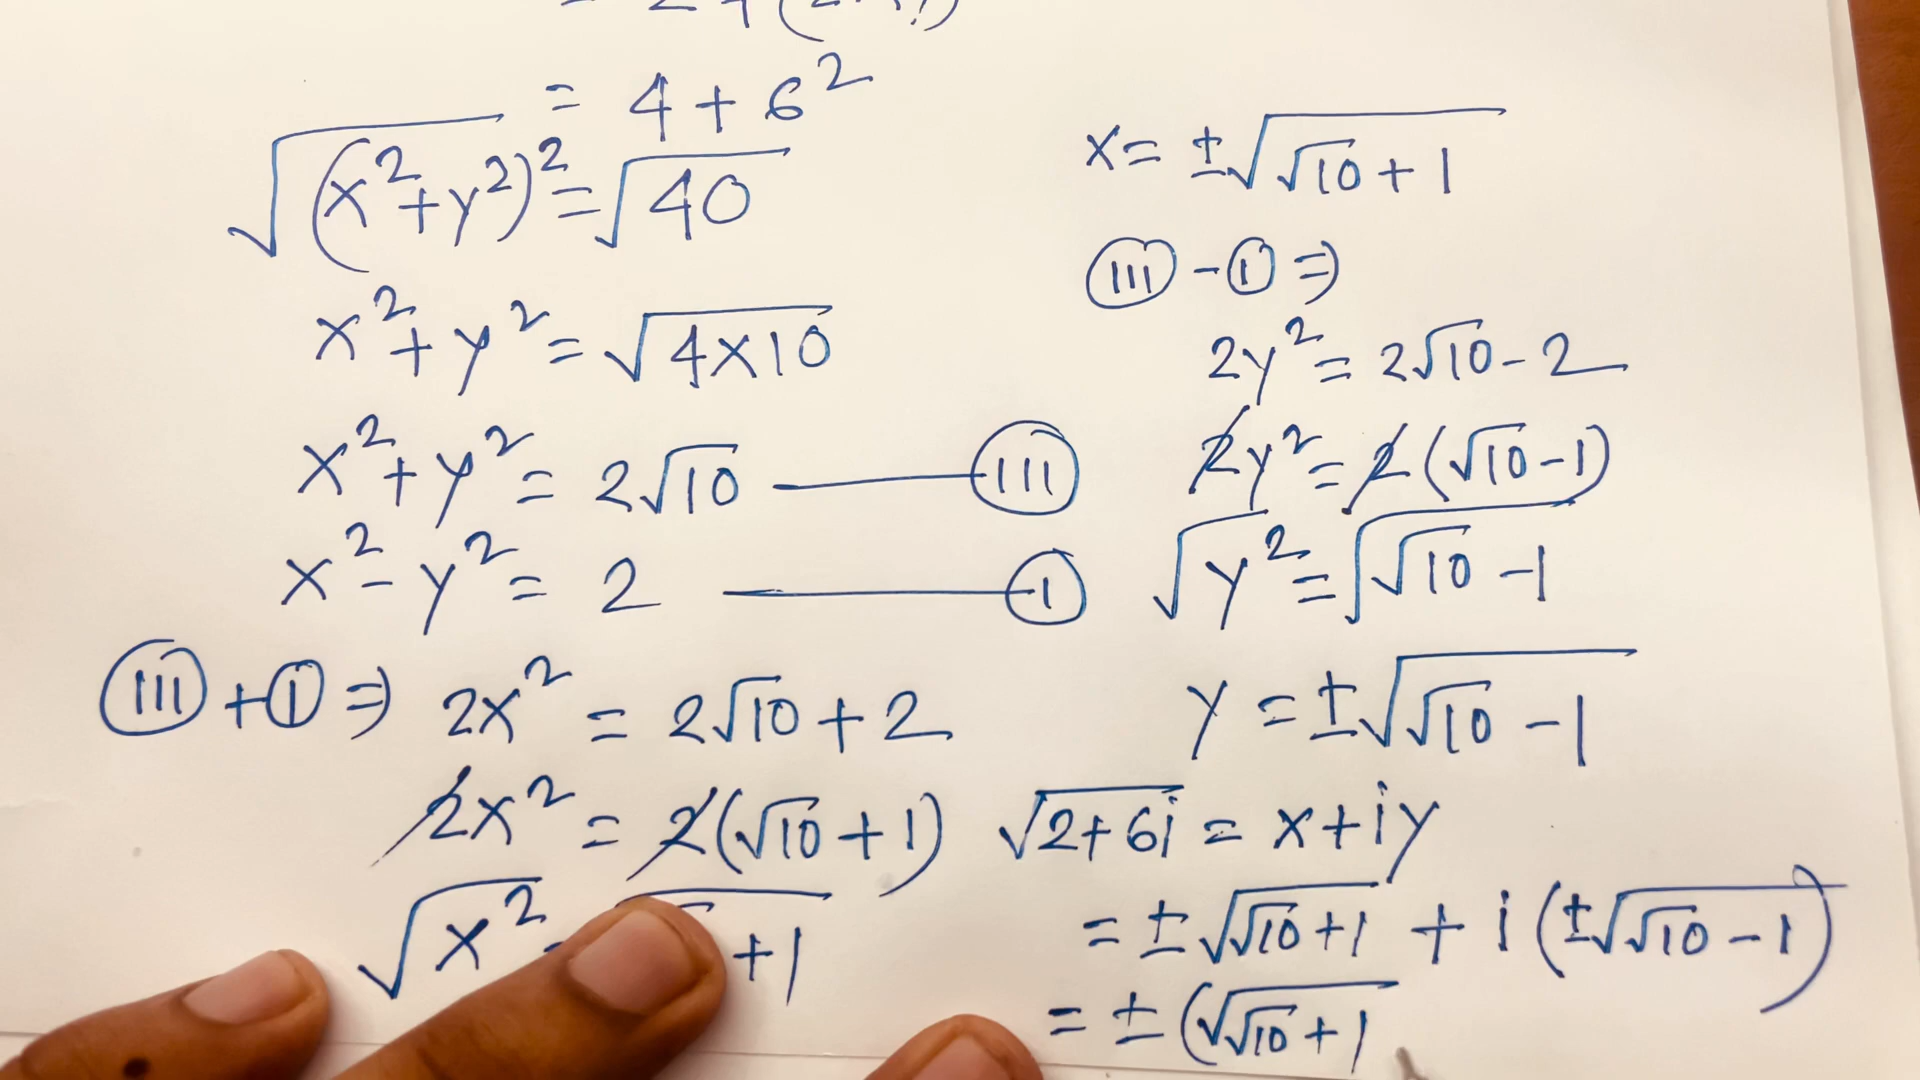 = 4 + 6²
√(x²+y²)² = √40
x²+y² = √4×10
x²+y² = 2√10 — III
x²-y² = 2 — I
III + I ⇒ 2x² = 2√10 + 2
2x² = 2(√10 + 1)
√x² = +1
x = ±√√10 + 1
III - I ⇒
2y² = 2√10 - 2
2y² = 2(√10 - 1)
√y² = √√10 - 1
y = ±√√10 - 1
√2+6i = x+iy
= ±√√10+1 + i(±√√10-1)
= ±(√√10+1